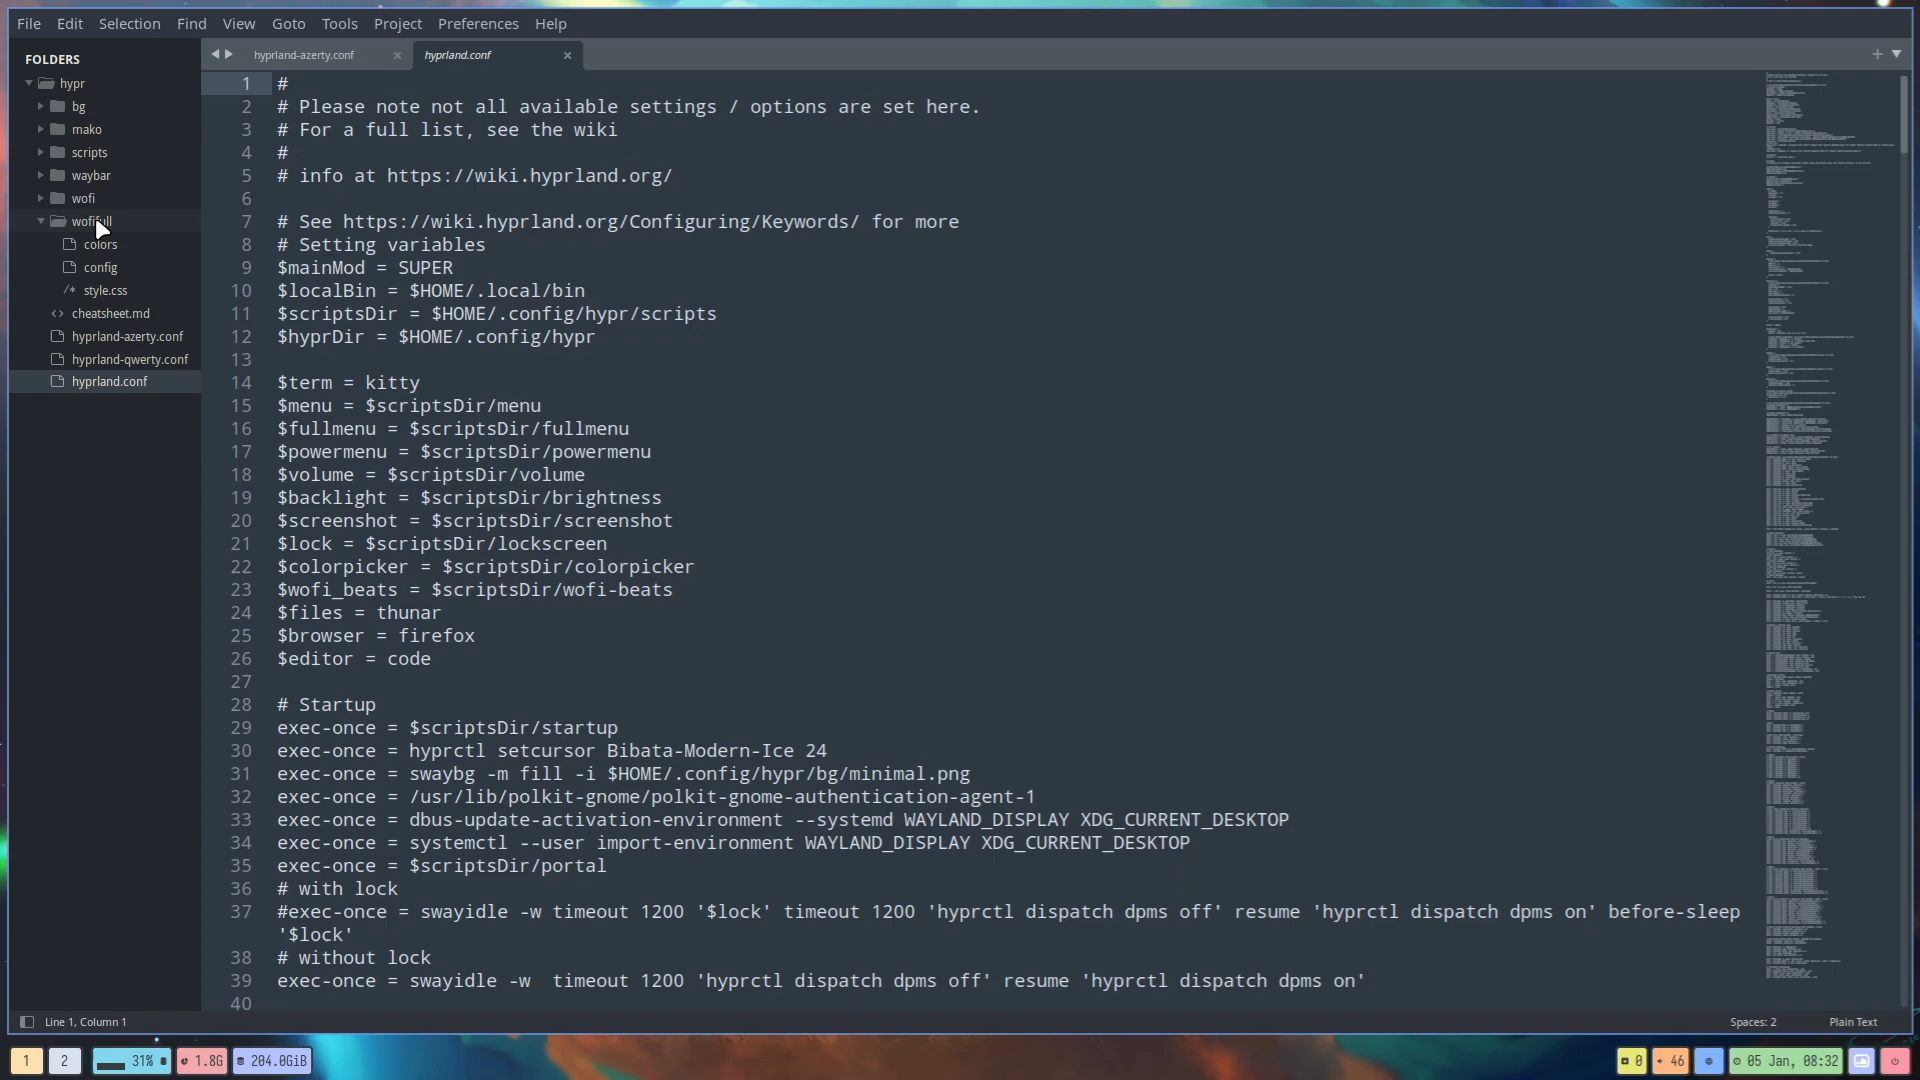 File Edit Selection Find View Goto Tools Project Preferences Help
FOLDERS
hypr
bg
mako
scripts
waybar
wofi
wofifull
colors
config
/* style.css
<> cheatsheet.md
hyprland-azerty.conf
hyprland-qwerty.conf
hyprland.conf
hyprland-azerty.conf × hyprland.conf ×
1 #
2 # Please note not all available settings / options are set here.
3 # For a full list, see the wiki
4 #
5 # info at https://wiki.hyprland.org/
6
7 # See https://wiki.hyprland.org/Configuring/Keywords/ for more
8 # Setting variables
9 $mainMod = SUPER
10 $localBin = $HOME/.local/bin
11 $scriptsDir = $HOME/.config/hypr/scripts
12 $hyprDir = $HOME/.config/hypr
13
14 $term = kitty
15 $menu = $scriptsDir/menu
16 $fullmenu = $scriptsDir/fullmenu
17 $powermenu = $scriptsDir/powermenu
18 $volume = $scriptsDir/volume
19 $backlight = $scriptsDir/brightness
20 $screenshot = $scriptsDir/screenshot
21 $lock = $scriptsDir/lockscreen
22 $colorpicker = $scriptsDir/colorpicker
23 $wofi_beats = $scriptsDir/wofi-beats
24 $files = thunar
25 $browser = firefox
26 $editor = code
27
28 # Startup
29 exec-once = $scriptsDir/startup
30 exec-once = hyprctl setcursor Bibata-Modern-Ice 24
31 exec-once = swaybg -m fill -i $HOME/.config/hypr/bg/minimal.png
32 exec-once = /usr/lib/polkit-gnome/polkit-gnome-authentication-agent-1
33 exec-once = dbus-update-activation-environment --systemd WAYLAND_DISPLAY XDG_CURRENT_DESKTOP
34 exec-once = systemctl --user import-environment WAYLAND_DISPLAY XDG_CURRENT_DESKTOP
35 exec-once = $scriptsDir/portal
36 # with lock
37 #exec-once = swayidle -w timeout 1200 '$lock' timeout 1200 'hyprctl dispatch dpms off' resume 'hyprctl dispatch dpms on' before-sleep
'$lock'
38 # without lock
39 exec-once = swayidle -w  timeout 1200 'hyprctl dispatch dpms off' resume 'hyprctl dispatch dpms on'
40
Line 1, Column 1
Spaces: 2 Plain Text
1 2 31% 1.8G 204.0GiB
0 46 05 Jan, 08:32